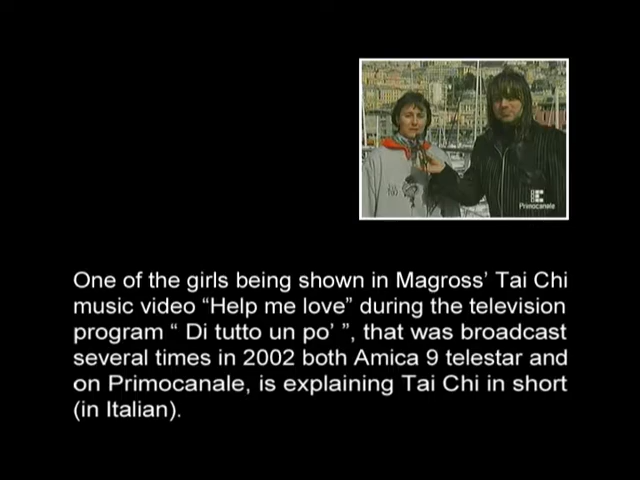 Primocanale
One of the girls being shown in Magross’ Tai Chi
music video “Help me love” during the television
program “ Di tutto un po’ ”, that was broadcast
several times in 2002 both Amica 9 telestar and
on Primocanale, is explaining Tai Chi in short
(in Italian).